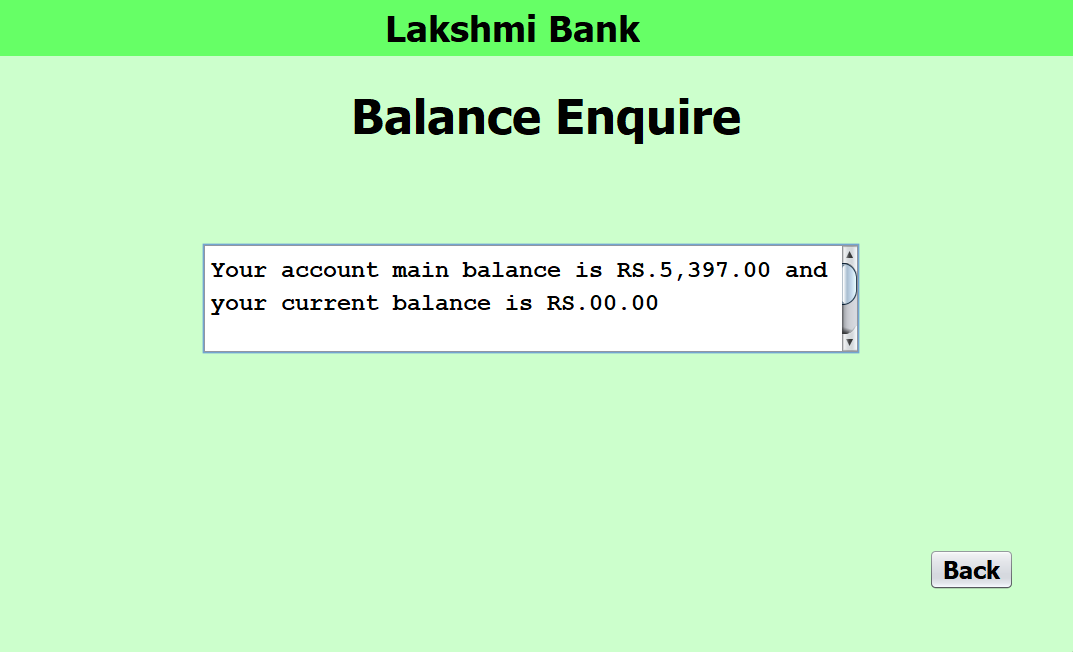 Lakshmi Bank
Balance Enquire
Your account main balance is RS.5,397.00 and
your current balance is RS.00.00
Back